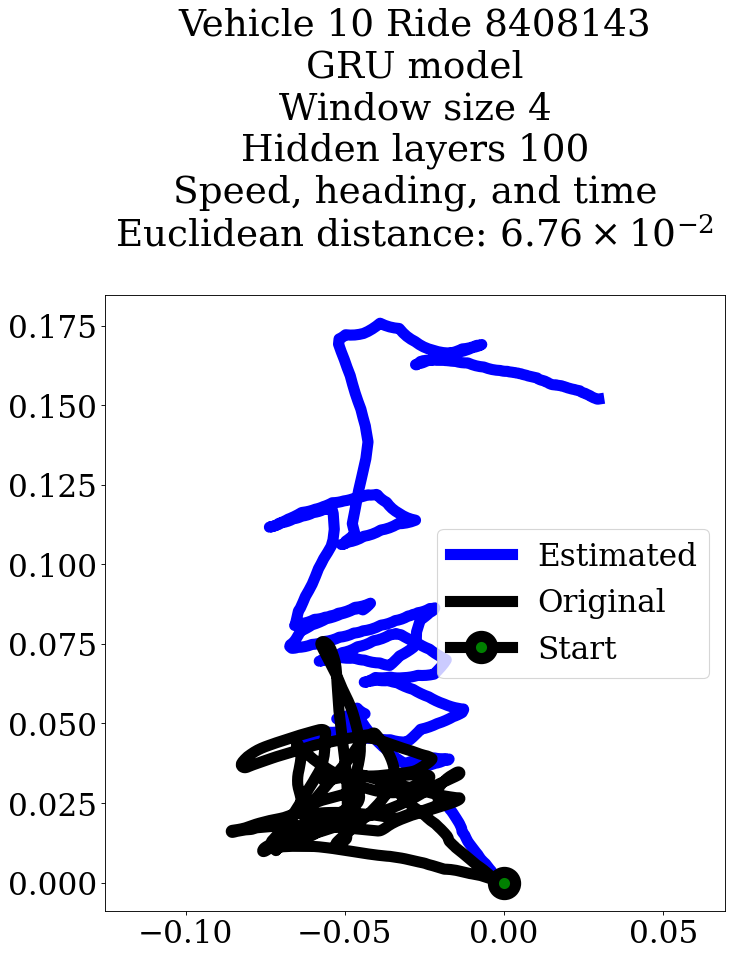 Vehicle 10 Ride 8408143
GRU model
Window size 4
Hidden layers 100
Speed, heading, and time
Euclidean distance: 6.76 × 10⁻²
0.175
0.150
0.125
0.100
0.075
0.050
0.025
0.000
Estimated
Original
Start
−0.10
−0.05
0.00
0.05